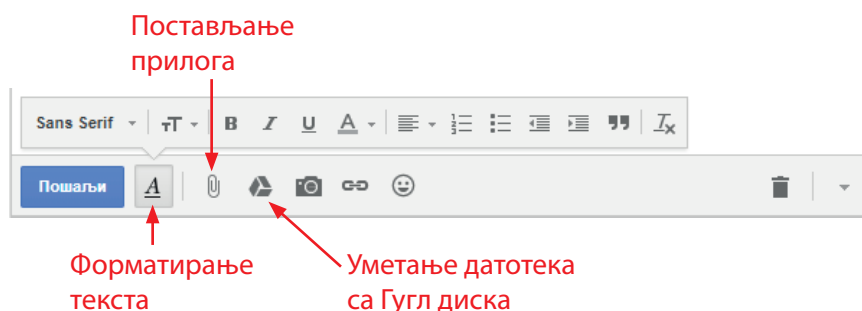 Постављање
прилога
Sans Serif
Пошаљи
Форматирање
текста
Уметање датотека
са Гугл диска